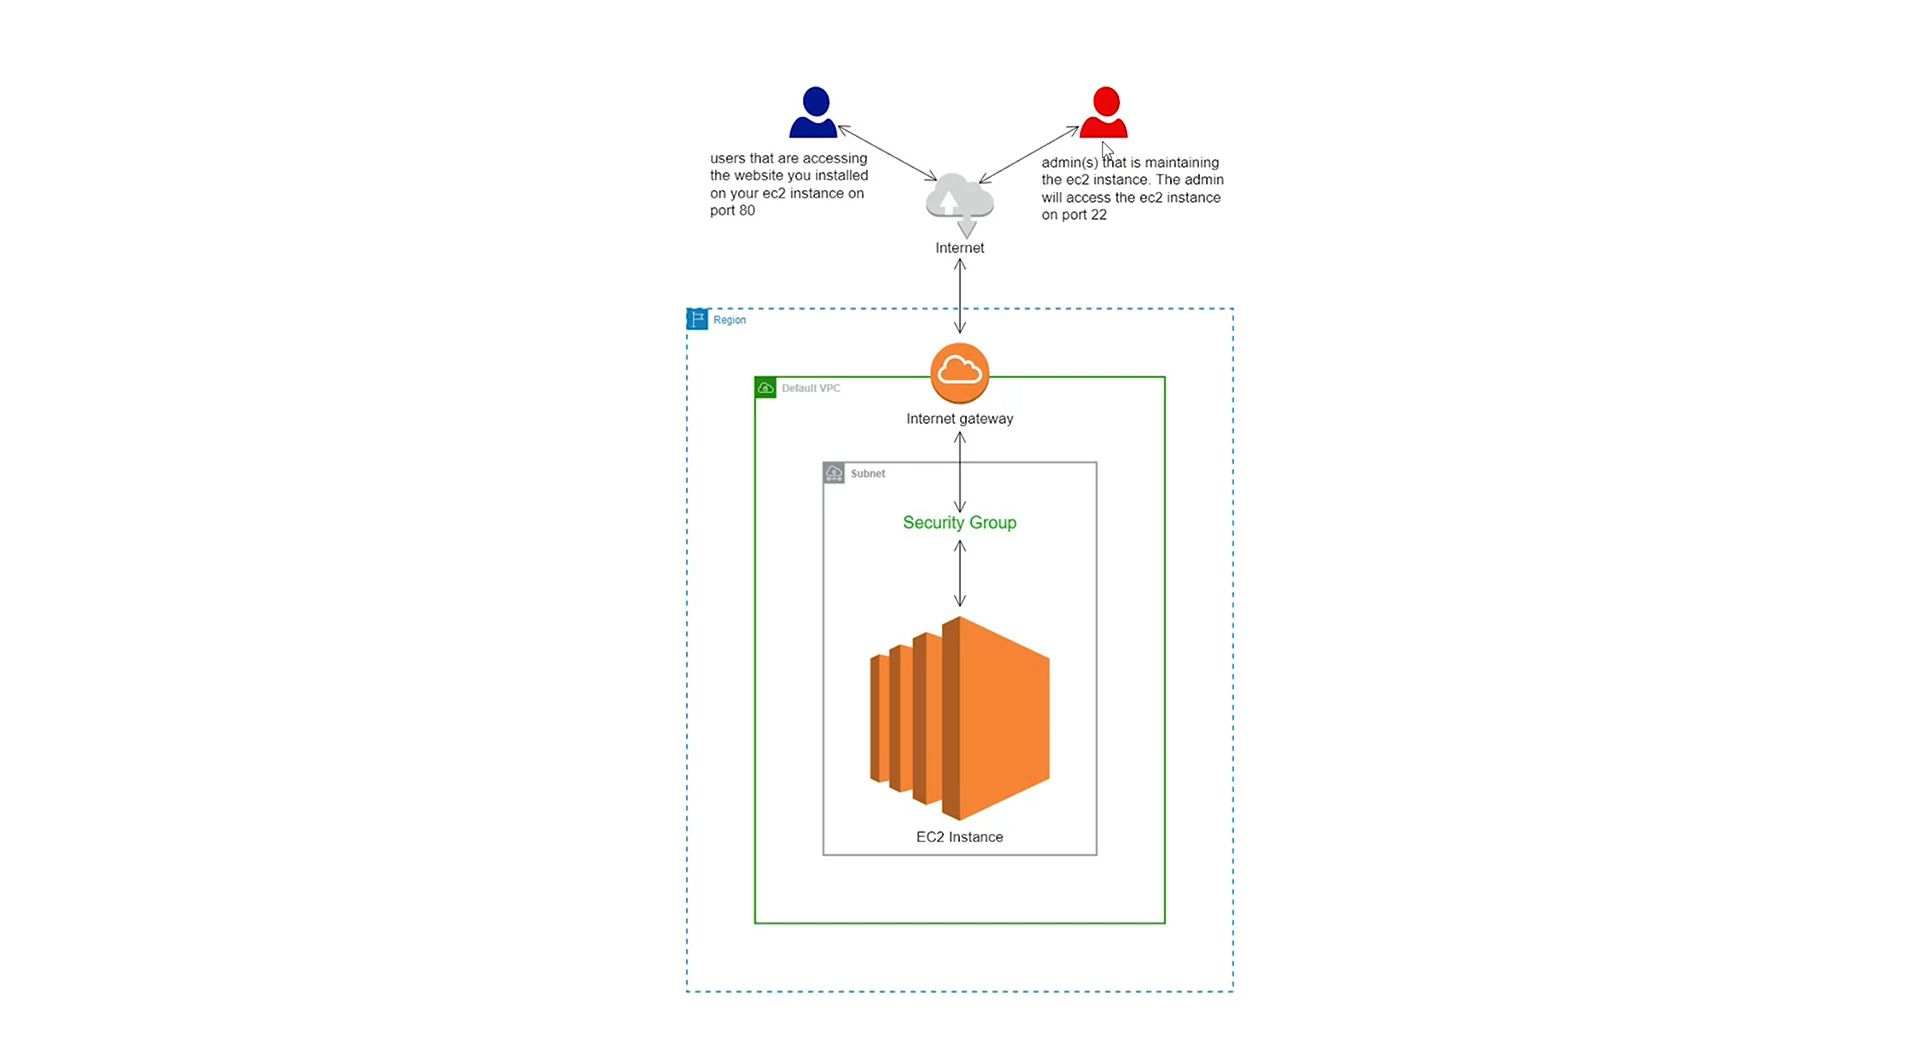 users that are accessing
the website you installed
on your ec2 instance on
port 80
admin(s) that is maintaining
the ec2 instance. The admin
will access the ec2 instance
on port 22
Internet
Region
Default VPC
Internet gateway
Subnet
Security Group
EC2 Instance